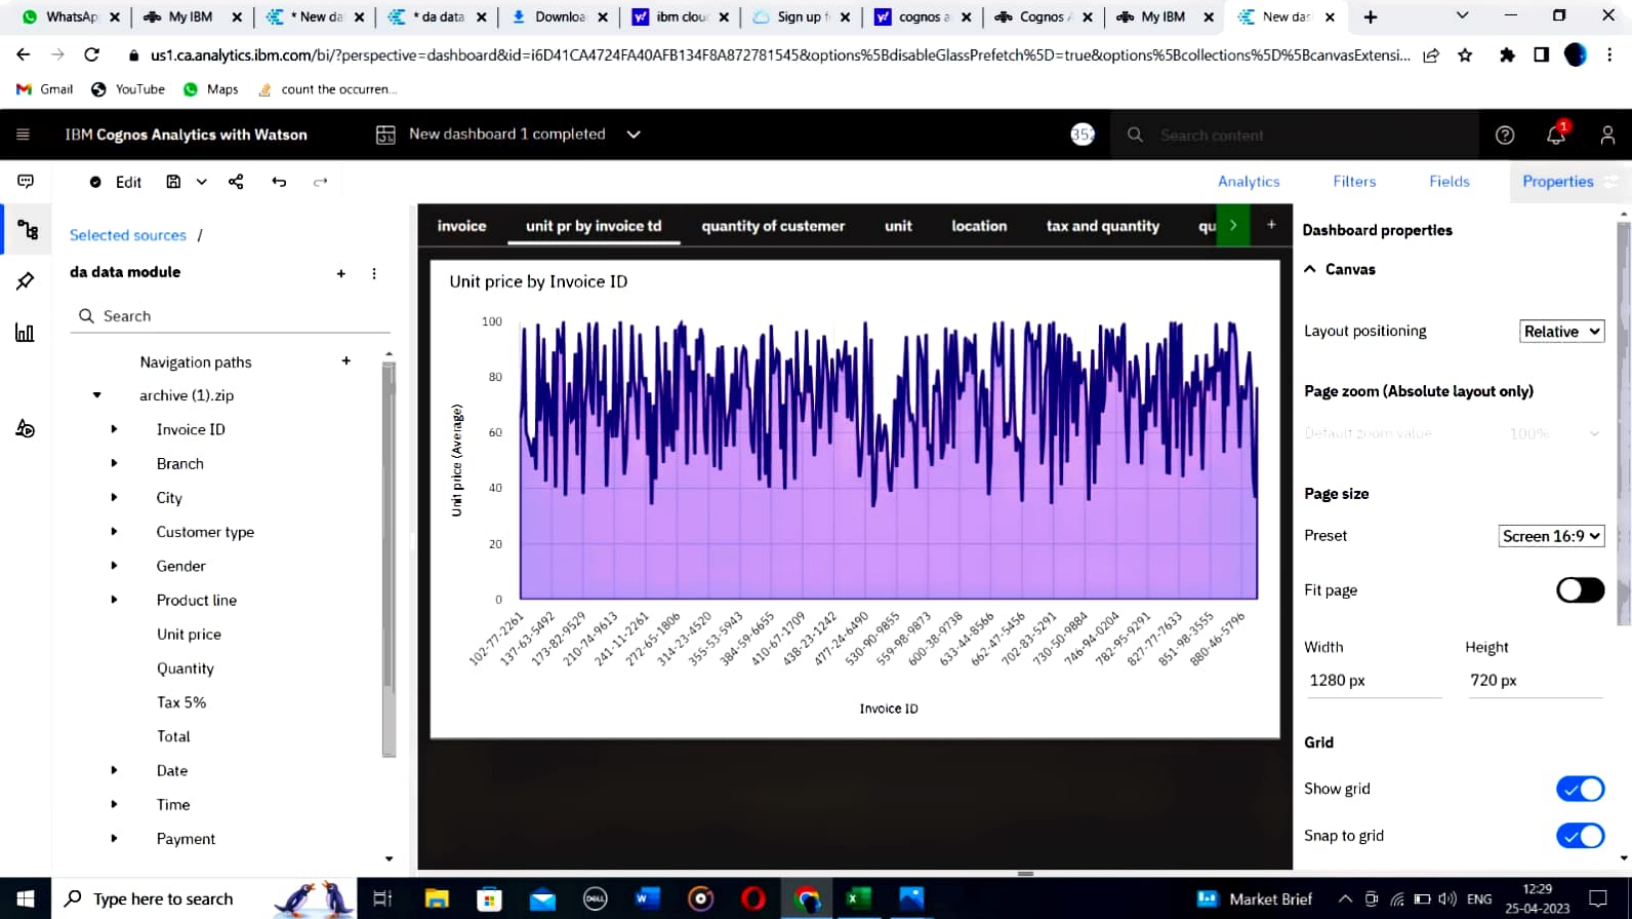 WhatsAp
My IBM
* New da
* da data
Downloa
ibm clou
Sign up f
cognos a
Cognos A
My IBM
New das
us1.ca.analytics.ibm.com/bi/?perspective=dashboard&id=i6D41CA4724FA40AFB134F8A872781545&options%5BdisableGlassPrefetch%5D=true&options%5Bcollections%5D%5BcanvasExtensi...
Gmail YouTube Maps count the occurren...
IBM Cognos Analytics with Watson
New dashboard 1 completed
Search content
1
Edit
Analytics Filters Fields Properties
Selected sources /
da data module
Search
Navigation paths
archive (1).zip
Invoice ID
Branch
City
Customer type
Gender
Product line
Unit price
Quantity
Tax 5%
Total
Date
Time
Payment
invoice unit pr by invoice td quantity of customer unit location tax and quantity qu
Unit price by Invoice ID
Unit price (Average)
100
80
60
40
20
0
102-77-2261
137-63-5492
173-82-9529
210-74-9613
241-11-2261
272-65-1806
314-23-4520
355-53-5943
384-59-6655
410-67-1709
438-23-1242
477-24-6490
530-90-9855
559-98-9873
600-38-9738
633-44-8566
662-47-5456
702-83-5291
730-50-9884
746-94-0204
782-95-9291
827-77-7633
851-98-3555
880-46-5796
Invoice ID
Dashboard properties
Canvas
Layout positioning Relative
Page zoom (Absolute layout only)
Default zoom value 100%
Page size
Preset Screen 16:9
Fit page
Width Height
1280 px 720 px
Grid
Show grid
Snap to grid
Type here to search
DELL
Market Brief
ENG
12:29
25-04-2023